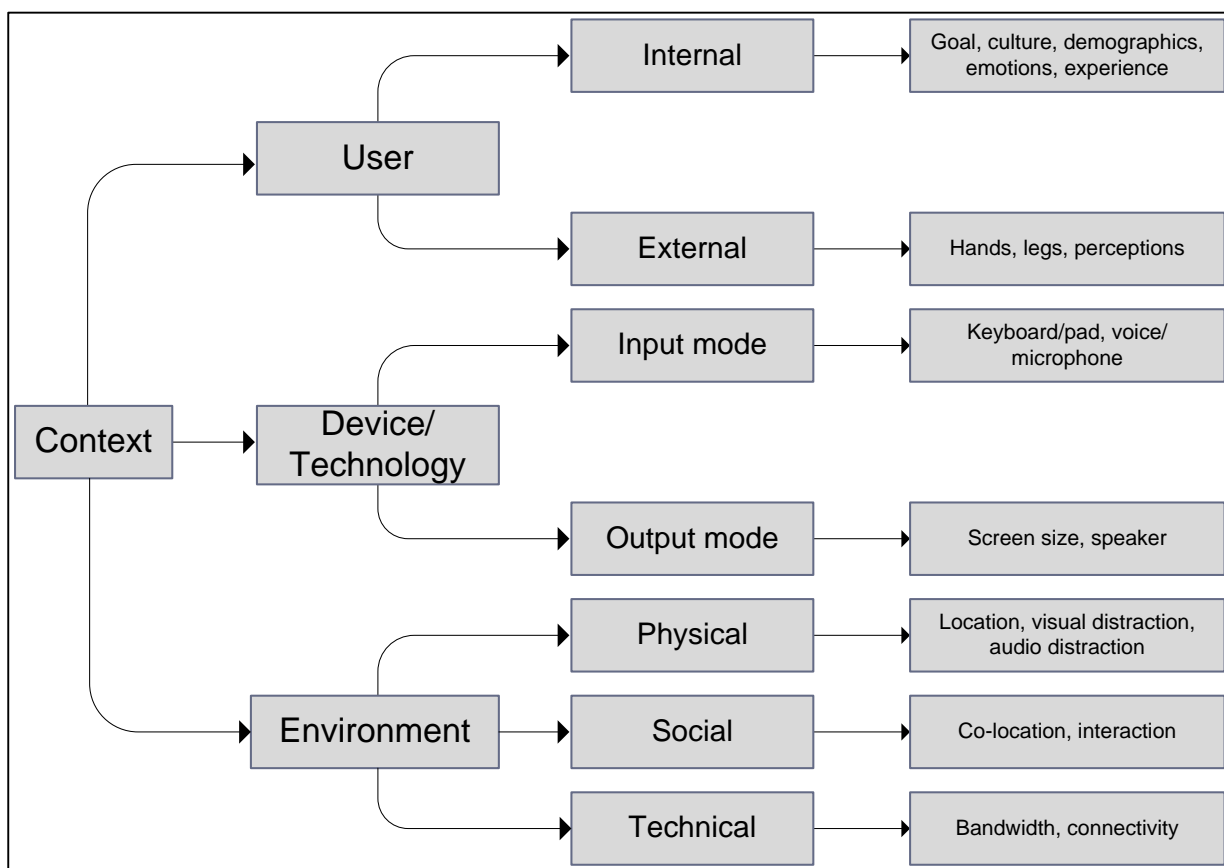 Internal
Goal, culture, demographics,
emotions, experience
User
External
Hands, legs, perceptions
Input mode
Keyboard/pad, voice/
microphone
Context
Device/
Technology
Output mode
Screen size, speaker
Physical
Location, visual distraction,
audio distraction
Environment
Social
Co-location, interaction
Technical
Bandwidth, connectivity